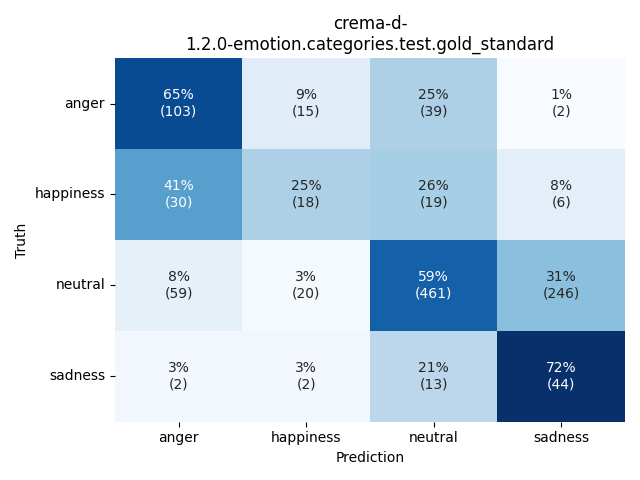 crema-d-
1.2.0-emotion.categories.test.gold_standard
Truth
anger
65%
(103)
9%
(15)
25%
(39)
1%
(2)
happiness
41%
(30)
25%
(18)
26%
(19)
8%
(6)
neutral
8%
(59)
3%
(20)
59%
(461)
31%
(246)
sadness
3%
(2)
3%
(2)
21%
(13)
72%
(44)
anger
happiness
neutral
sadness
Prediction